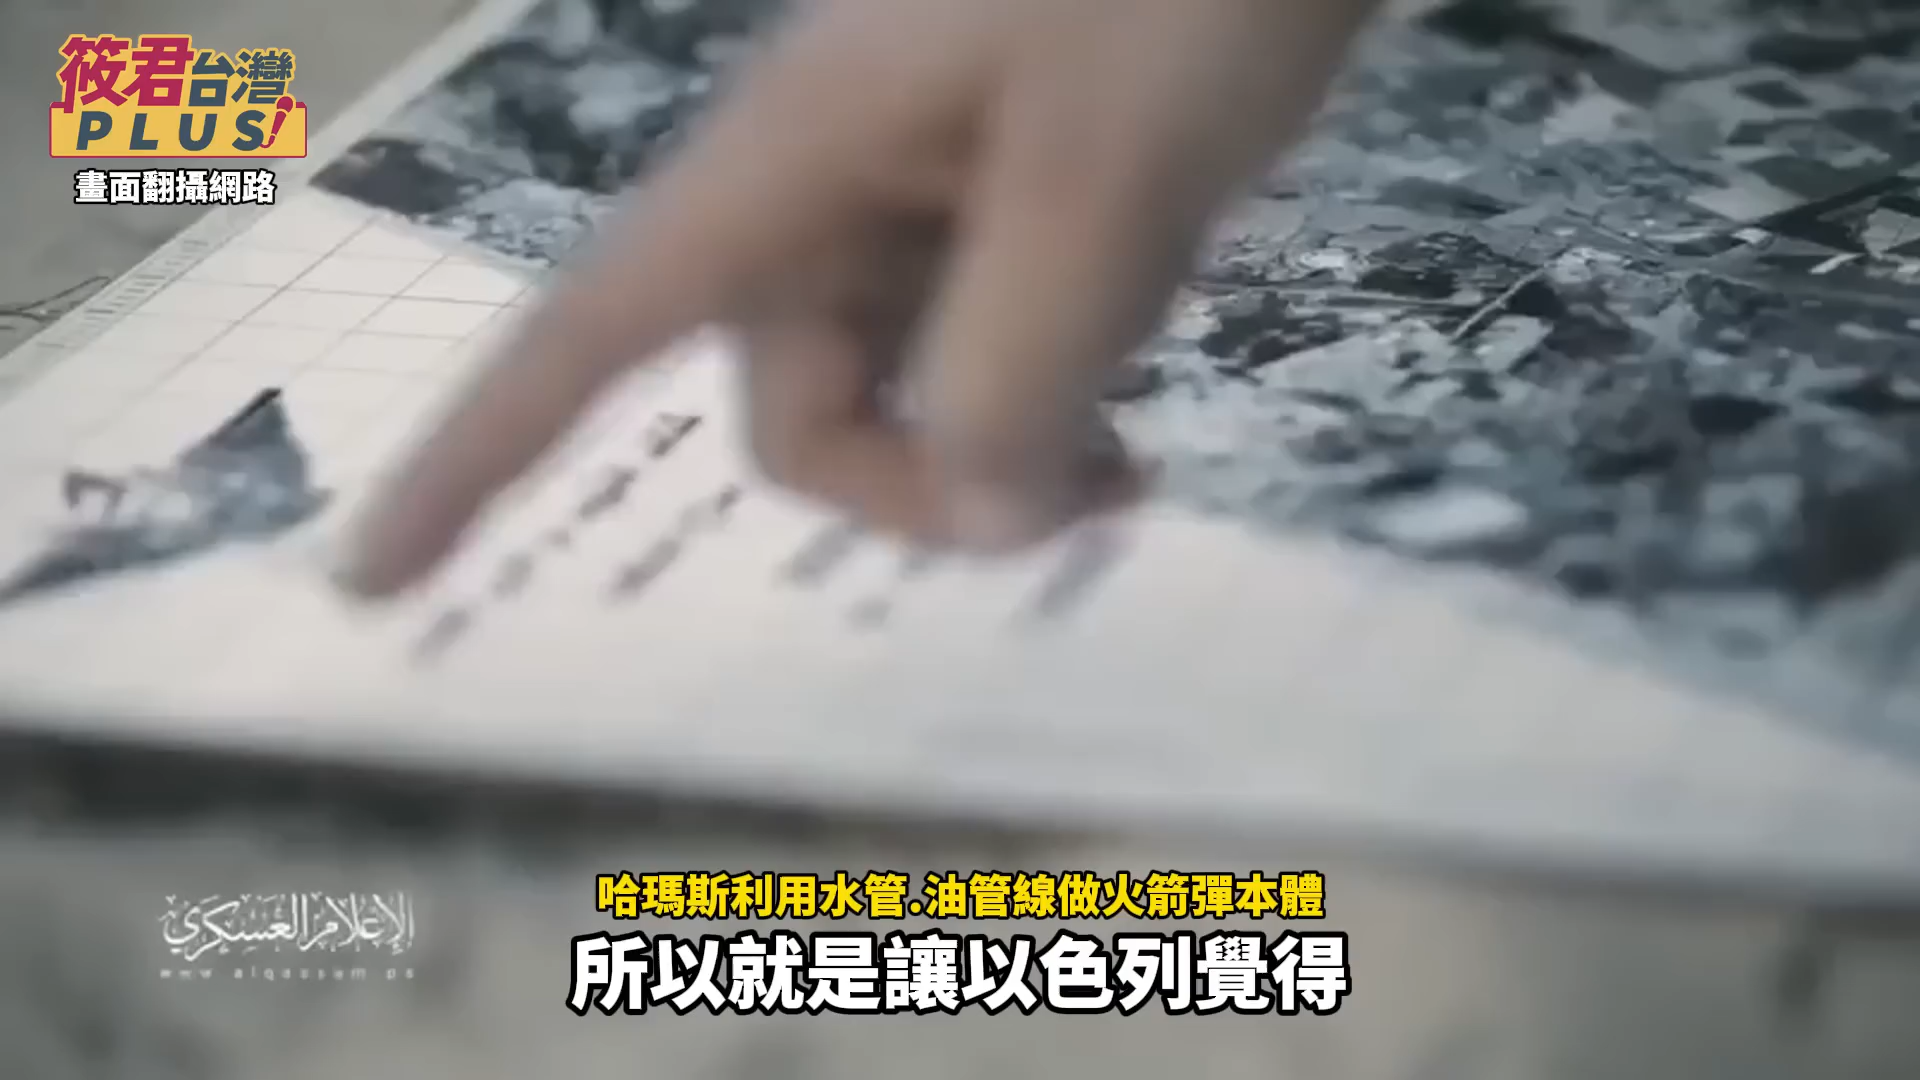 筱君台灣
PLUS!
畫面翻攝網路
الإعلام العسكري
www.alqassam.ps
哈瑪斯利用水管.油管線做火箭彈本體
所以就是讓以色列覺得